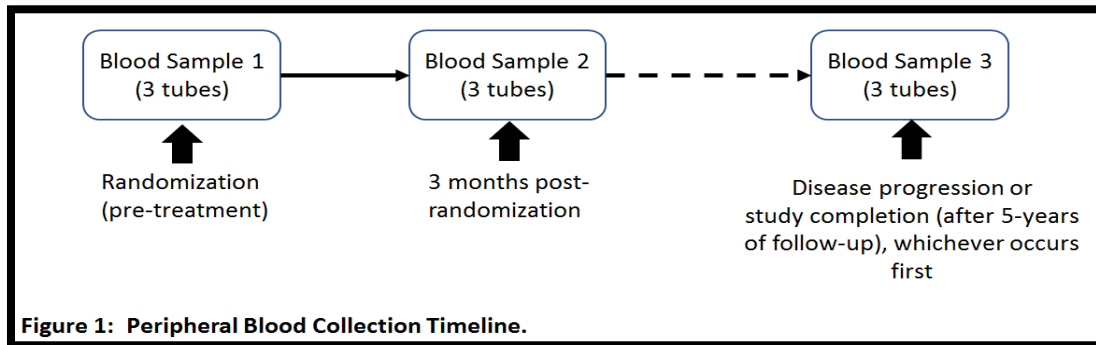 Blood Sample 1
(3 tubes)
Blood Sample 2
(3 tubes)
Blood Sample 3
(3 tubes)
Randomization
(pre-treatment)
3 months post-
randomization
Disease progression or
study completion (after 5-years
of follow-up), whichever occurs
first
Figure 1:  Peripheral Blood Collection Timeline.